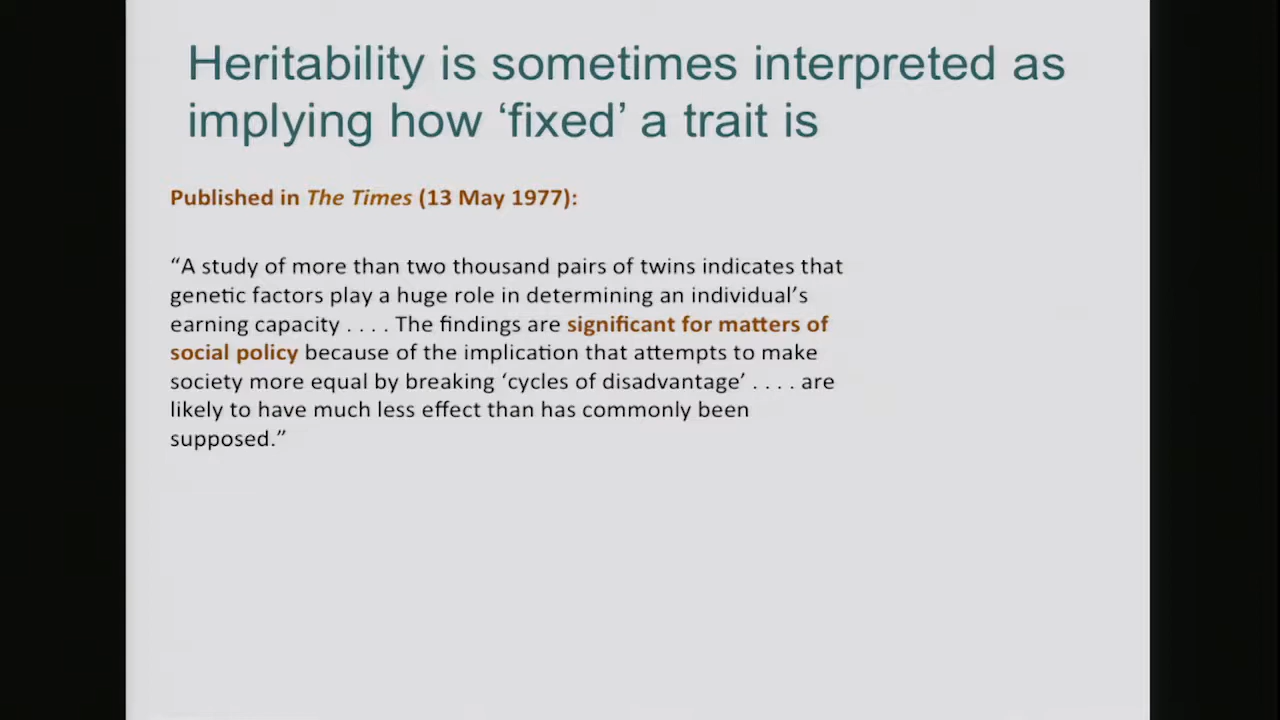 Heritability is sometimes interpreted as
implying how ‘fixed’ a trait is
Published in The Times (13 May 1977):
“A study of more than two thousand pairs of twins indicates that
genetic factors play a huge role in determining an individual’s
earning capacity . . . . The findings are significant for matters of
social policy because of the implication that attempts to make
society more equal by breaking ‘cycles of disadvantage’ . . . . are
likely to have much less effect than has commonly been
supposed.”